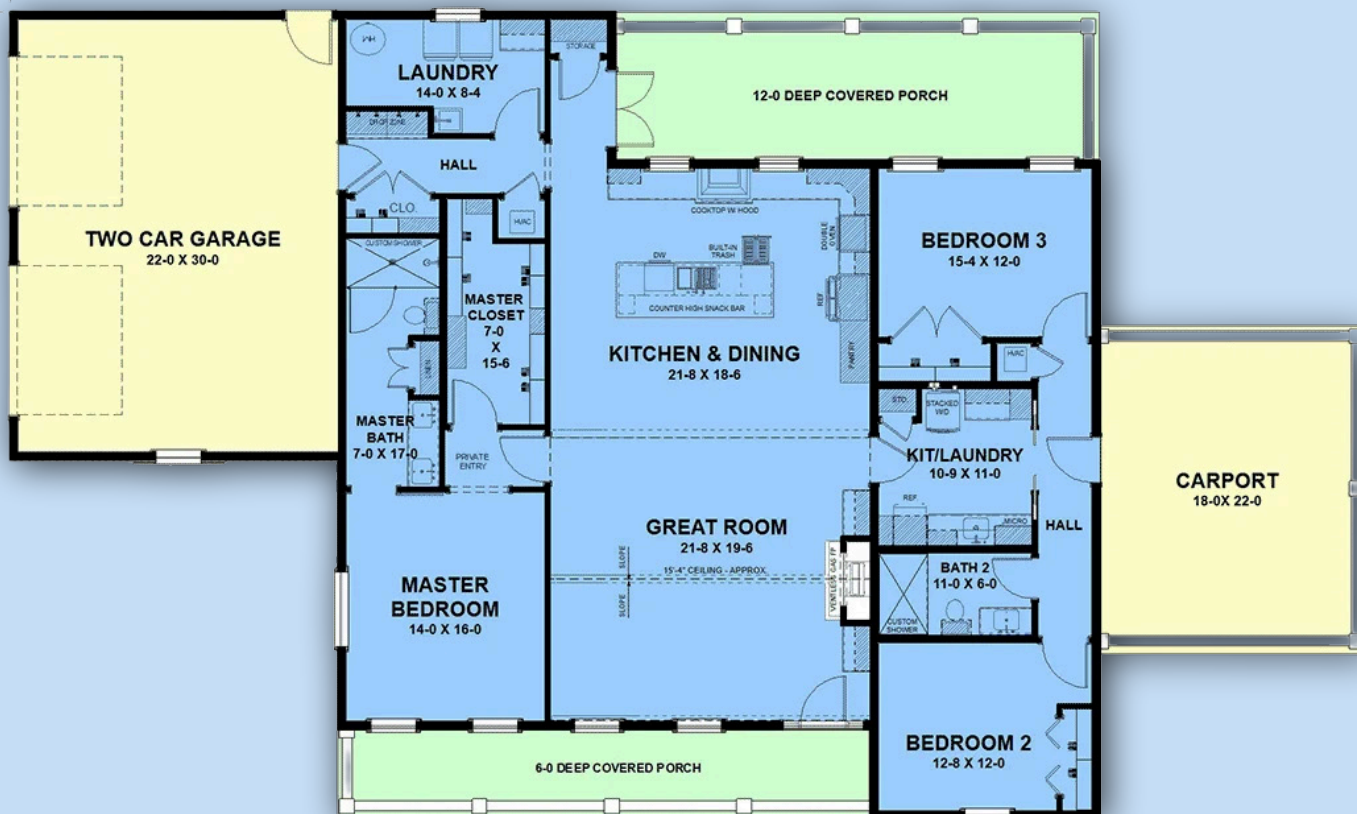 WH
LAUNDRY
14-0 X 8-4
STORAGE
12-0 DEEP COVERED PORCH
DROP ZONE
HALL
CLO.
HVAC
COOKTOP W/ HOOD
TWO CAR GARAGE
22-0 X 30-0
CUSTOM SHOWER
DOUBLE
OVEN
BEDROOM 3
15-4 X 12-0
DW
BUILT-IN
TRASH
REF
COUNTER HIGH SNACK BAR
MASTER
CLOSET
7-0
X
15-6
LINEN
KITCHEN & DINING
21-8 X 18-6
PANTRY
HVAC
STO.
STACKED
W/D
MASTER
BATH
7-0 X 17-0
PRIVATE
ENTRY
KIT/LAUNDRY
10-9 X 11-0
CARPORT
18-0X 22-0
REF.
MICRO
HALL
GREAT ROOM
21-8 X 19-6
SLOPE
15'-4" CEILING - APPROX.
SLOPE
VENTLESS GAS FP
BATH 2
11-0 X 6-0
CUSTOM
SHOWER
MASTER
BEDROOM
14-0 X 16-0
BEDROOM 2
12-8 X 12-0
6-0 DEEP COVERED PORCH